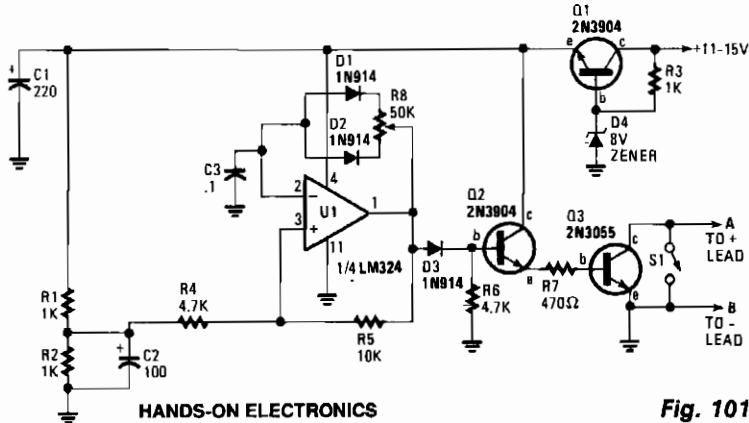 Q1
2N3904
e
c
+11-15V
b
R3
1K
D4
8V
ZENER
C1
220
+
D1
1N914
R8
50K
D2
1N914
C3
.1
4
2
−
3
+
U1
1
11
1/4 LM324
D3
1N914
Q2
2N3904
b
c
e
R6
4.7K
R7
470Ω
Q3
2N3055
b
c
e
S1
A
TO +
LEAD
B
TO -
LEAD
R1
1K
R2
1K
+
C2
100
R4
4.7K
R5
10K
HANDS-ON ELECTRONICS
Fig. 101